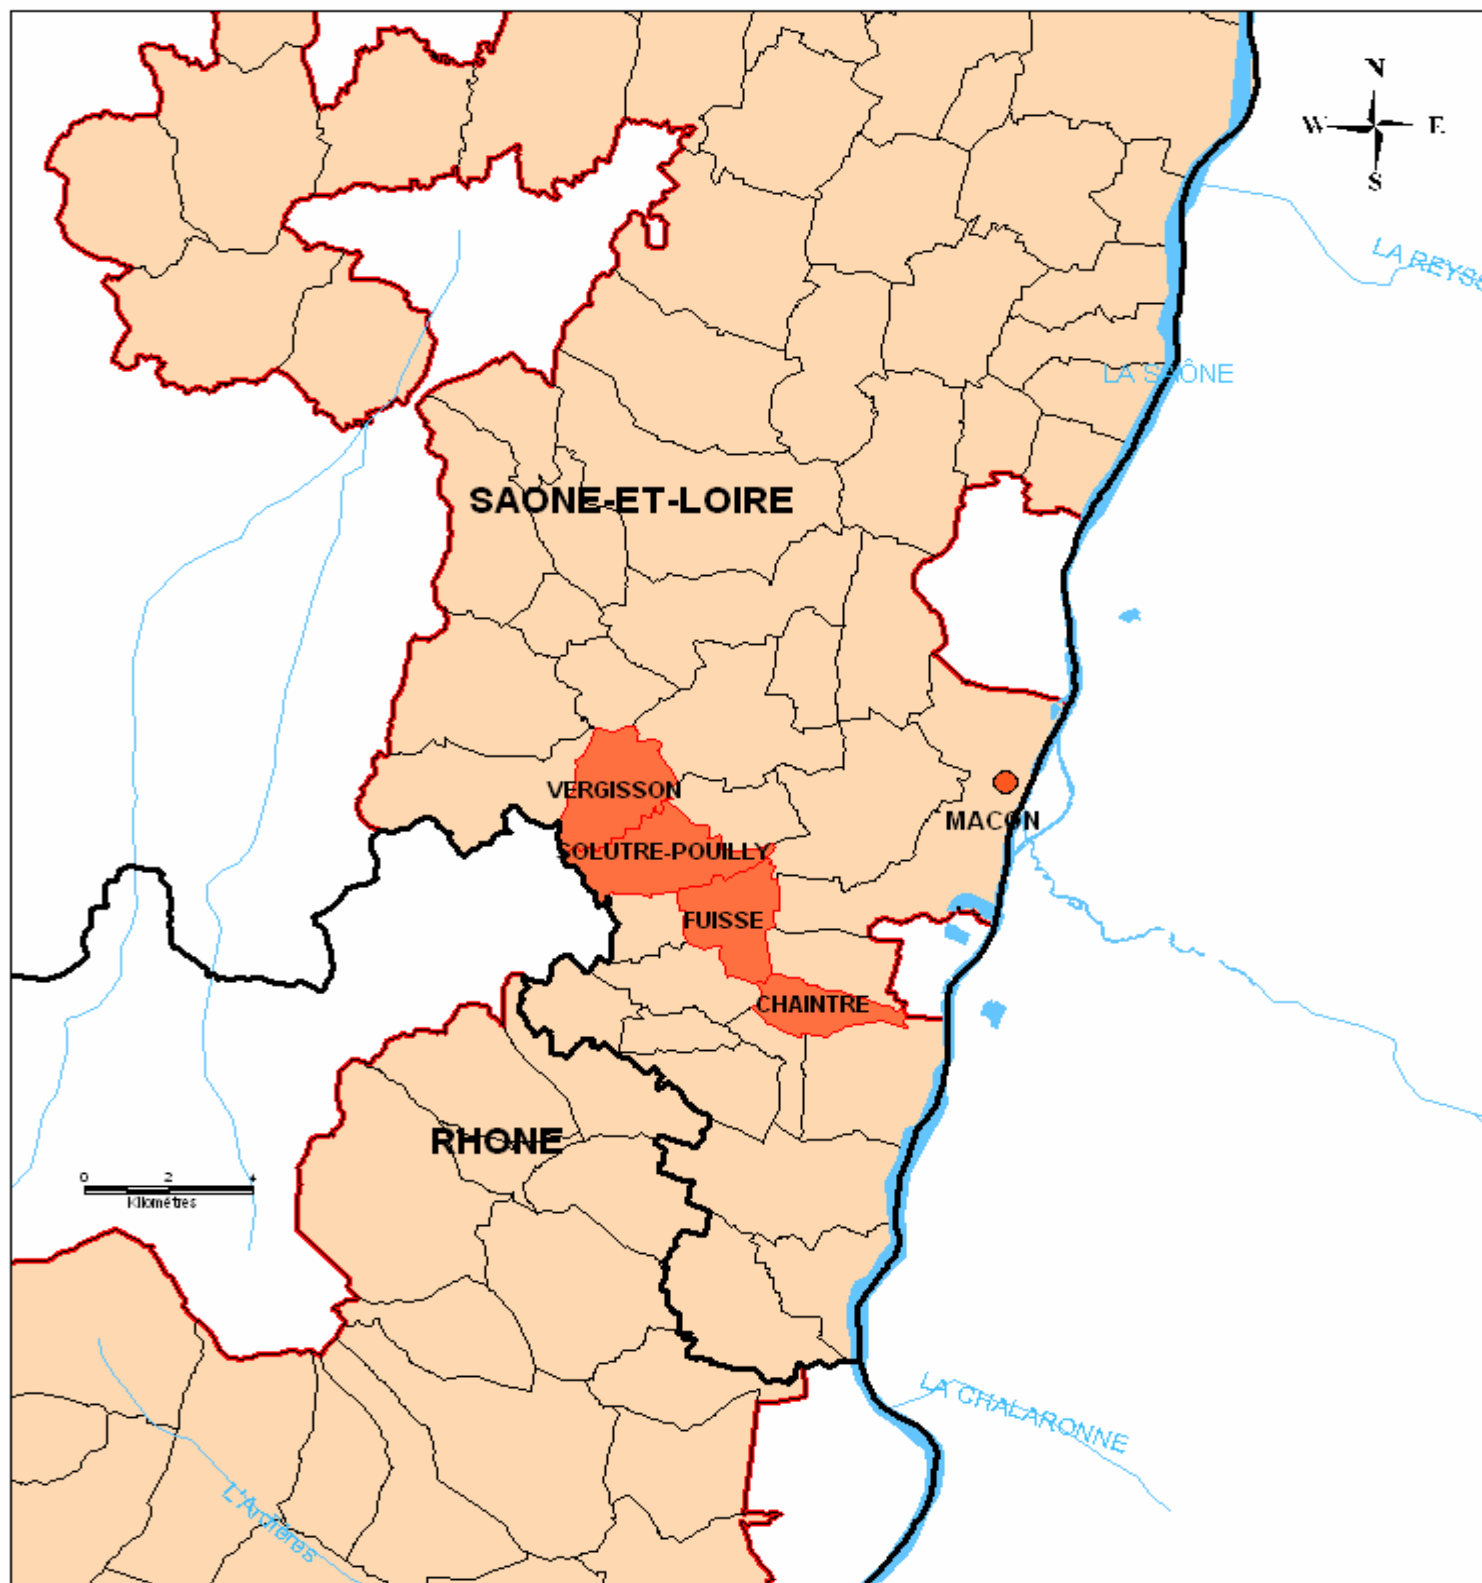 N
W E
S
LA REYSS
LA SAÔNE
SAONE-ET-LOIRE
VERGISSON
MACON
SOLUTRE-POUILLY
FUISSE
CHAINTRE
RHONE
0 2 4
Kilométres
LA CHALARONNE
L'Ardières